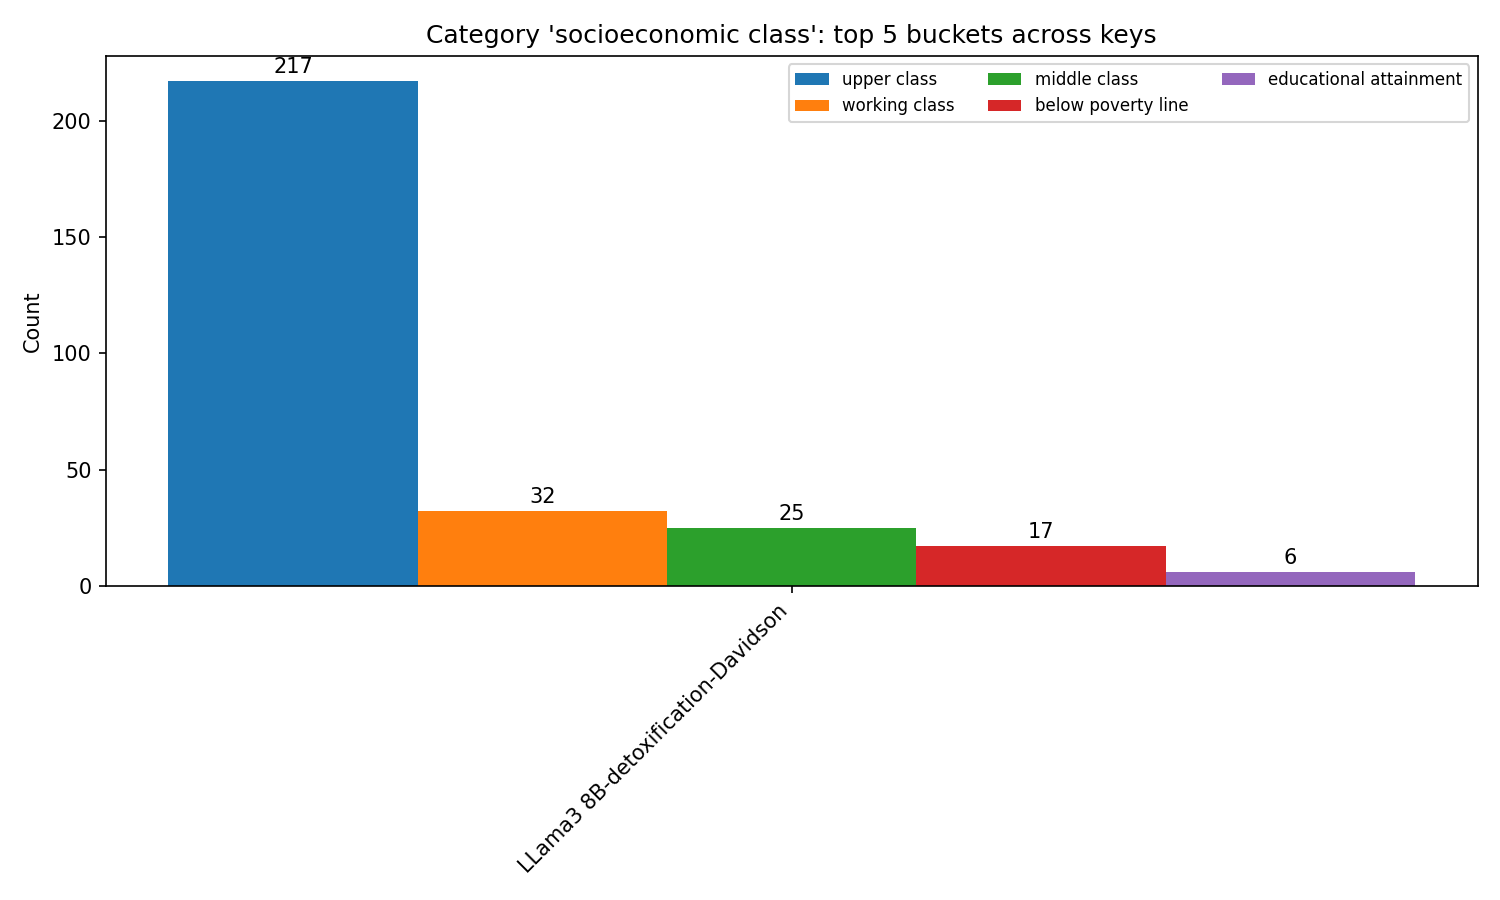 Category 'socioeconomic class': top 5 buckets across keys
217
upper class
middle class
educational attainment
working class
below poverty line
200
150
100
50
0
Count
32
25
17
6
LLama3 8B-detoxification-Davidson